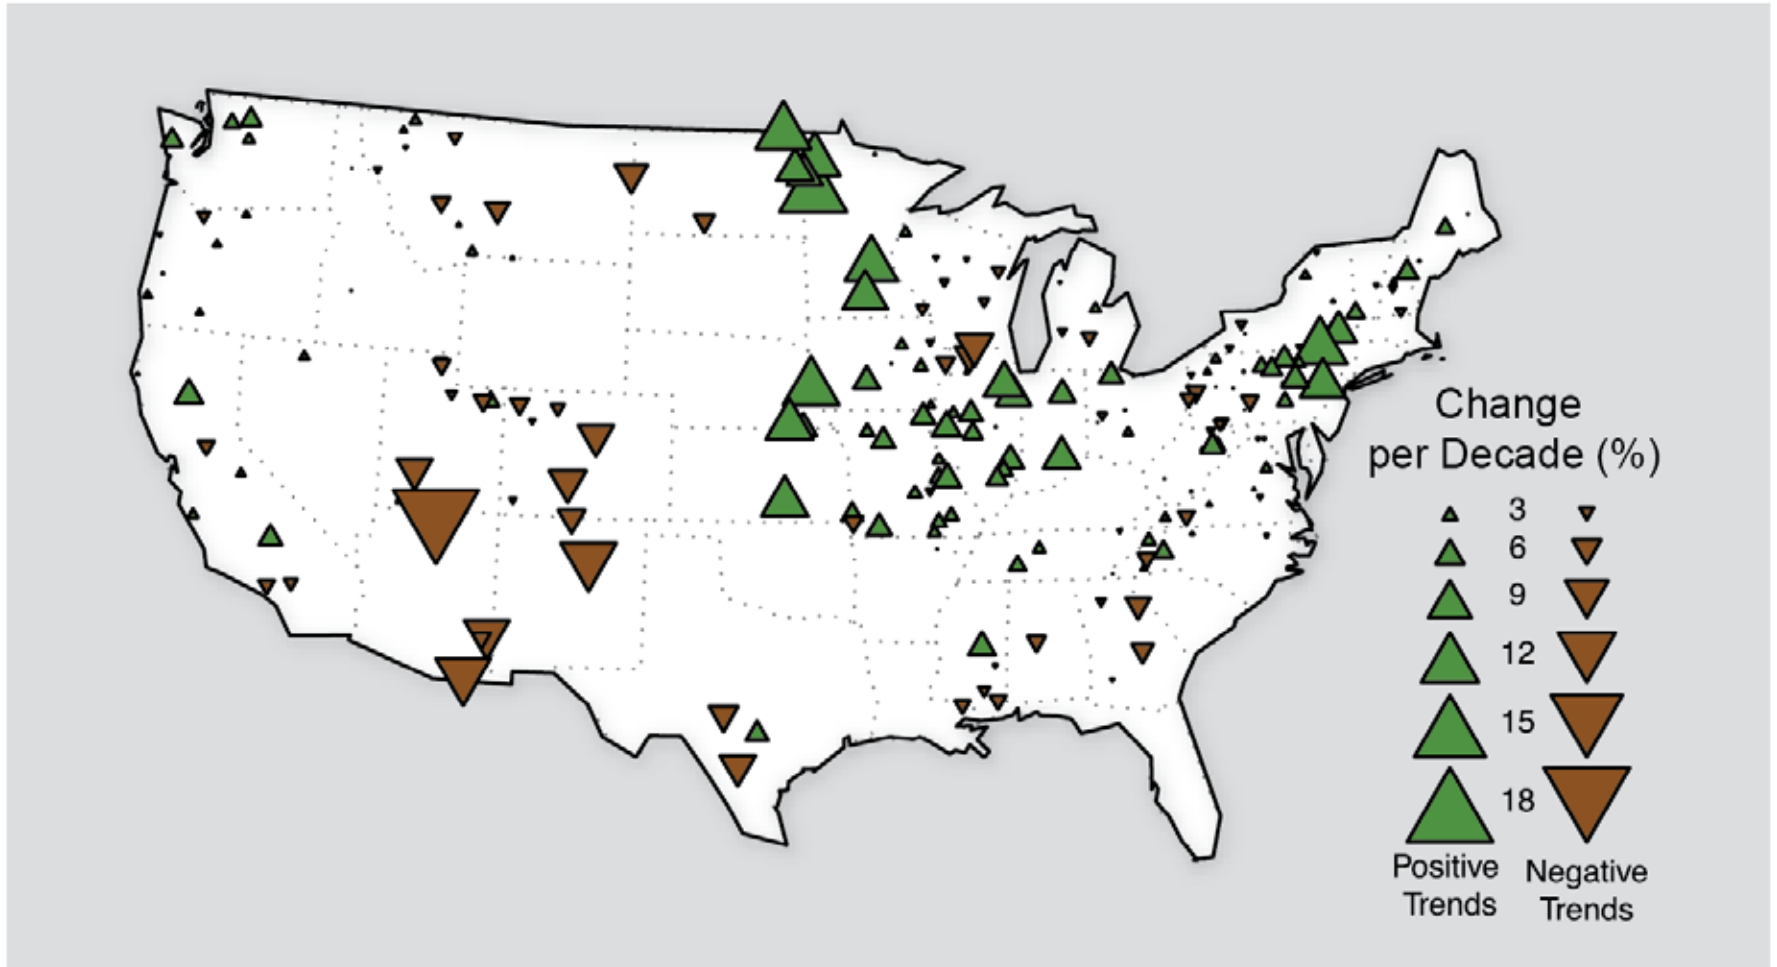 Change
per Decade (%)
3
6
9
12
15
18
Positive
Trends
Negative
Trends